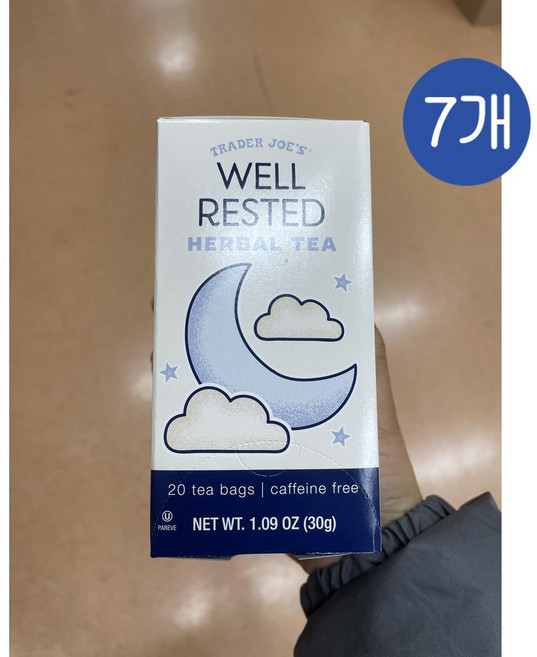 7개
TRADER JOE'S®
WELL
RESTED
HERBAL TEA
20 tea bags | caffeine free
U
PAREVE
NET WT. 1.09 OZ (30g)